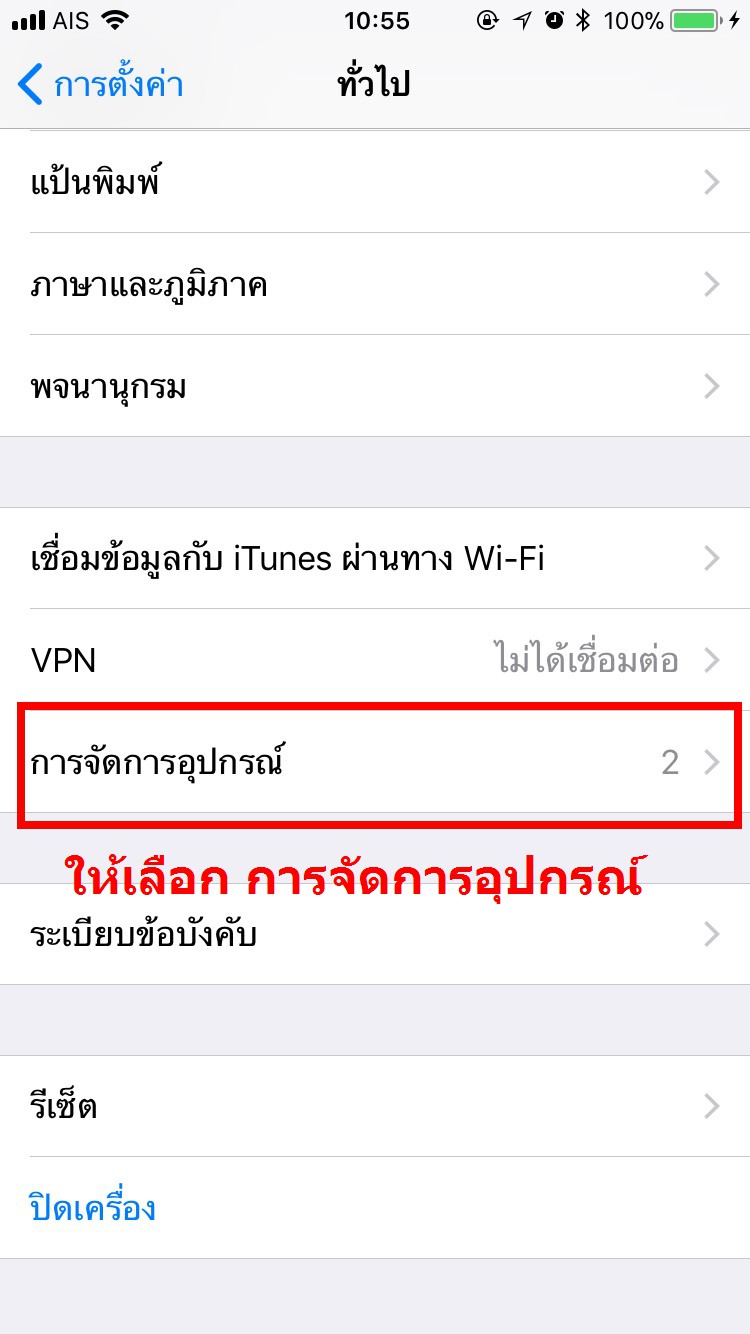 AIS 10:55 100%
การตั้งค่า ทั่วไป
แป้นพิมพ์
ภาษาและภูมิภาค
พจนานุกรม
เชื่อมข้อมูลกับ iTunes ผ่านทาง Wi-Fi
VPN ไม่ได้เชื่อมต่อ
การจัดการอุปกรณ์ 2
ให้เลือก การจัดการอุปกรณ์
ระเบียบข้อบังคับ
รีเซ็ต
ปิดเครื่อง